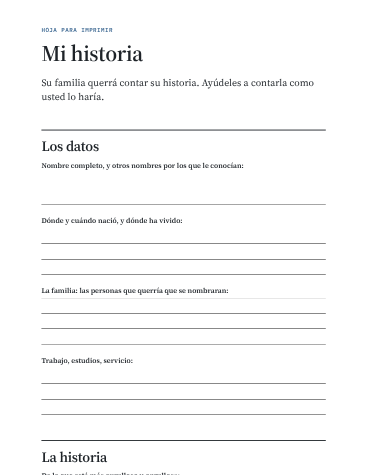 HOJA PARA IMPRIMIR
Mi historia
Su familia querrá contar su historia. Ayúdeles a contarla como
usted lo haría.
Los datos
Nombre completo, y otros nombres por los que le conocían:
Dónde y cuándo nació, y dónde ha vivido:
La familia: las personas que querría que se nombraran:
Trabajo, estudios, servicio:
La historia